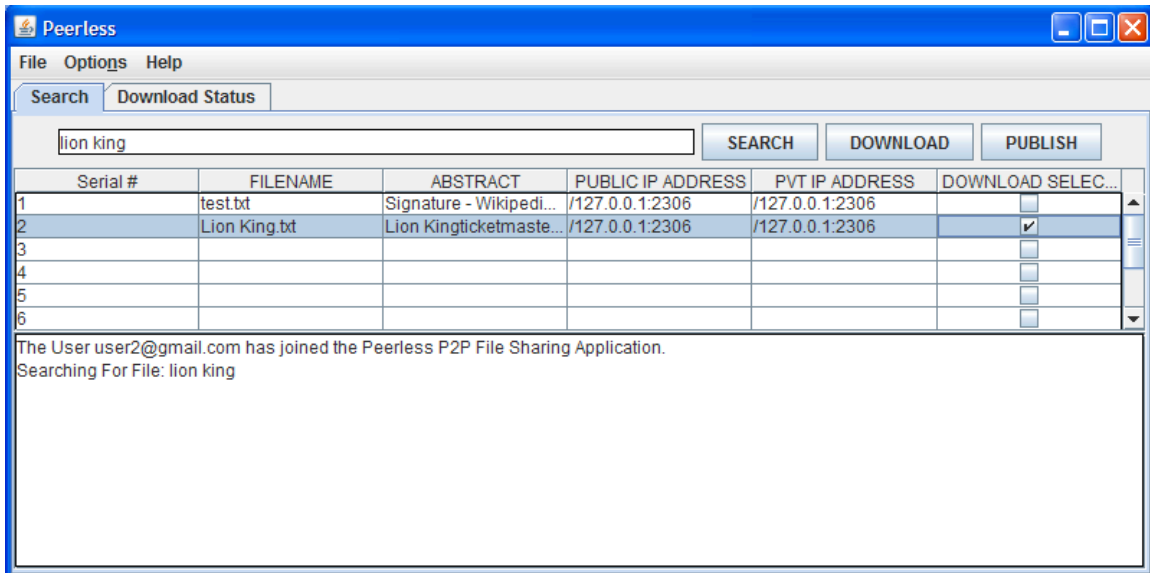 Peerless
File Options Help
Search Download Status
lion king SEARCH DOWNLOAD PUBLISH
Serial # FILENAME ABSTRACT PUBLIC IP ADDRESS PVT IP ADDRESS DOWNLOAD SELEC...
1 test.txt Signature - Wikipedi... /127.0.0.1:2306 /127.0.0.1:2306
2 Lion King.txt Lion Kingticketmaste... /127.0.0.1:2306 /127.0.0.1:2306
3
4
5
6
The User user2@gmail.com has joined the Peerless P2P File Sharing Application.
Searching For File: lion king